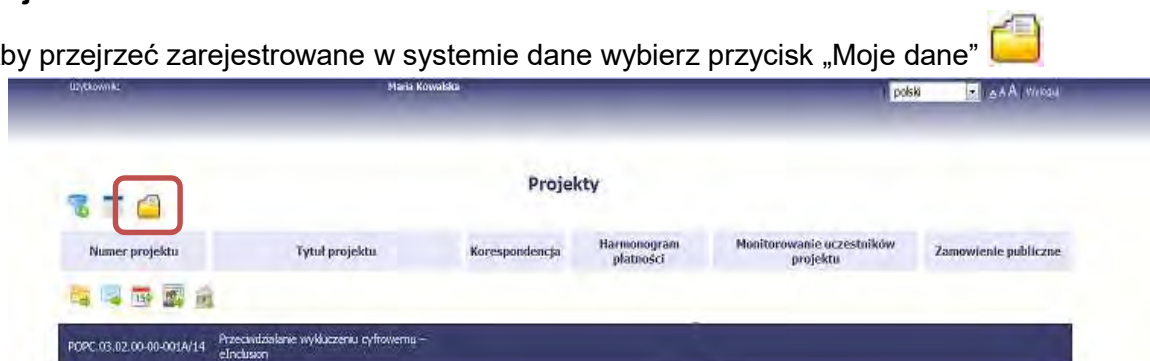 by przejrzeć zarejestrowane w systemie dane wybierz przycisk „Moje dane”
Użytkownik: Maria Kowalska polski A A A Wyloguj
Projekty
Numer projektu Tytuł projektu Korespondencja Harmonogram płatności Monitorowanie uczestników projektu Zamówienie publiczne
POPC.03.02.00-00-001A/14 Przeciwdziałanie wykluczeniu cyfrowemu –
eInclusion